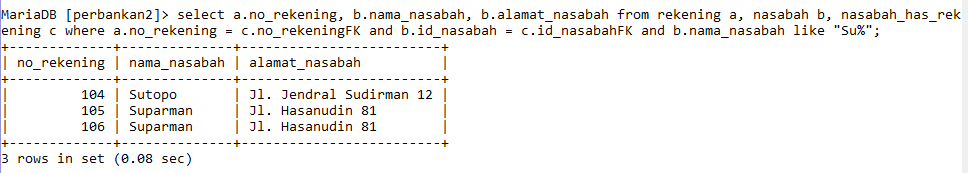 MariaDB [perbankan2]> select a.no_rekening, b.nama_nasabah, b.alamat_nasabah from rekening a, nasabah b, nasabah_has_rek
ening c where a.no_rekening = c.no_rekeningFK and b.id_nasabah = c.id_nasabahFK and b.nama_nasabah like "Su%";
+-------------+--------------+-------------------------+
| no_rekening | nama_nasabah | alamat_nasabah          |
+-------------+--------------+-------------------------+
|         104 | Sutopo       | Jl. Jendral Sudirman 12 |
|         105 | Suparman     | Jl. Hasanudin 81        |
|         106 | Suparman     | Jl. Hasanudin 81        |
+-------------+--------------+-------------------------+
3 rows in set (0.08 sec)